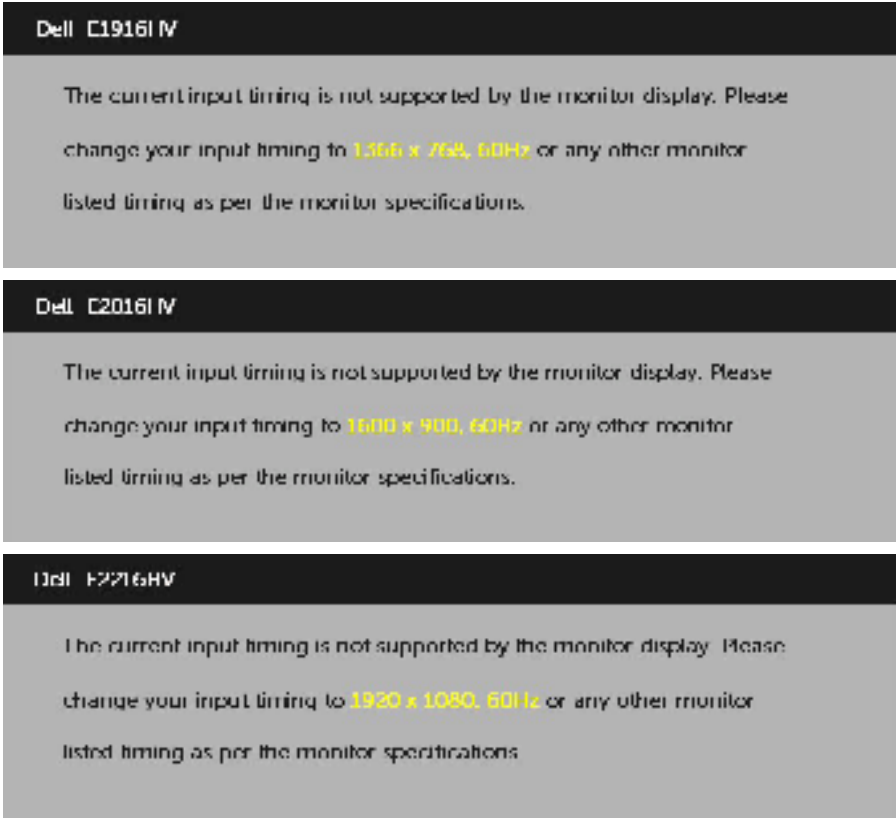 Dell E1916HV
The current input timing is not supported by the monitor display. Please
change your input timing to 1366 x 768, 60Hz or any other monitor
listed timing as per the monitor specifications.
Dell E2016HV
The current input timing is not supported by the monitor display. Please
change your input timing to 1600 x 900, 60Hz or any other monitor
listed timing as per the monitor specifications.
Dell E2216HV
The current input timing is not supported by the monitor display. Please
change your input timing to 1920 x 1080, 60Hz or any other monitor
listed timing as per the monitor specifications.